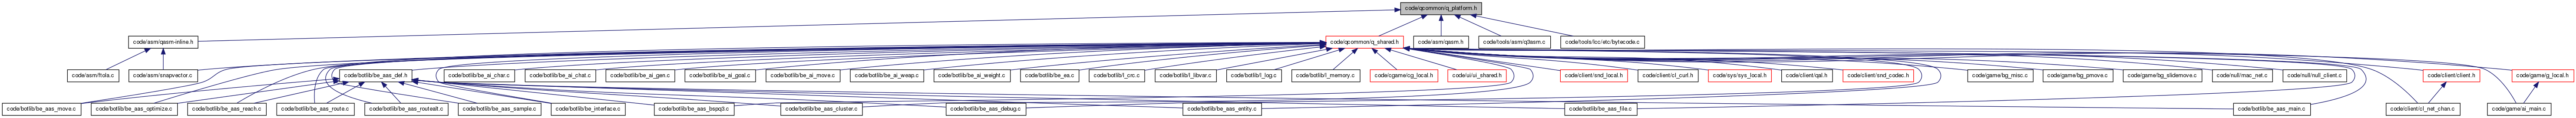 code/qcommon/q_platform.h
code/asm/qasm-inline.h
code/qcommon/q_shared.h
code/asm/qasm.h
code/tools/asm/q3asm.c
code/tools/lcc/etc/bytecode.c
code/asm/ftola.c
code/asm/snapvector.c
code/botlib/be_aas_def.h
code/botlib/be_ai_char.c
code/botlib/be_ai_chat.c
code/botlib/be_ai_gen.c
code/botlib/be_ai_goal.c
code/botlib/be_ai_move.c
code/botlib/be_ai_weap.c
code/botlib/be_ai_weight.c
code/botlib/be_ea.c
code/botlib/l_crc.c
code/botlib/l_libvar.c
code/botlib/l_log.c
code/botlib/l_memory.c
code/cgame/cg_local.h
code/ui/ui_shared.h
code/client/snd_local.h
code/client/cl_curl.h
code/sys/sys_local.h
code/client/qal.h
code/client/snd_codec.h
code/game/bg_misc.c
code/game/bg_pmove.c
code/game/bg_slidemove.c
code/null/mac_net.c
code/null/null_client.c
code/client/client.h
code/game/g_local.h
code/botlib/be_aas_move.c
code/botlib/be_aas_optimize.c
code/botlib/be_aas_reach.c
code/botlib/be_aas_route.c
code/botlib/be_aas_routealt.c
code/botlib/be_aas_sample.c
code/botlib/be_interface.c
code/botlib/be_aas_bspq3.c
code/botlib/be_aas_cluster.c
code/botlib/be_aas_debug.c
code/botlib/be_aas_entity.c
code/botlib/be_aas_file.c
code/botlib/be_aas_main.c
code/client/cl_net_chan.c
code/game/ai_main.c